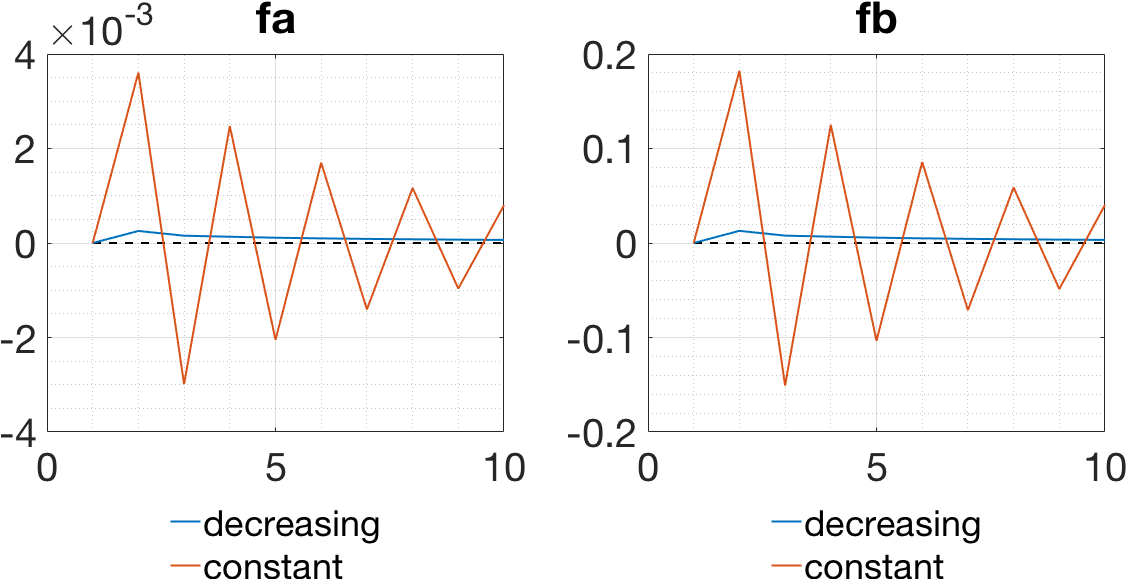 fa
×10⁻³
4
2
0
-2
-4
0 5 10
decreasing
constant
fb
0.2
0.1
0
-0.1
-0.2
0 5 10
decreasing
constant